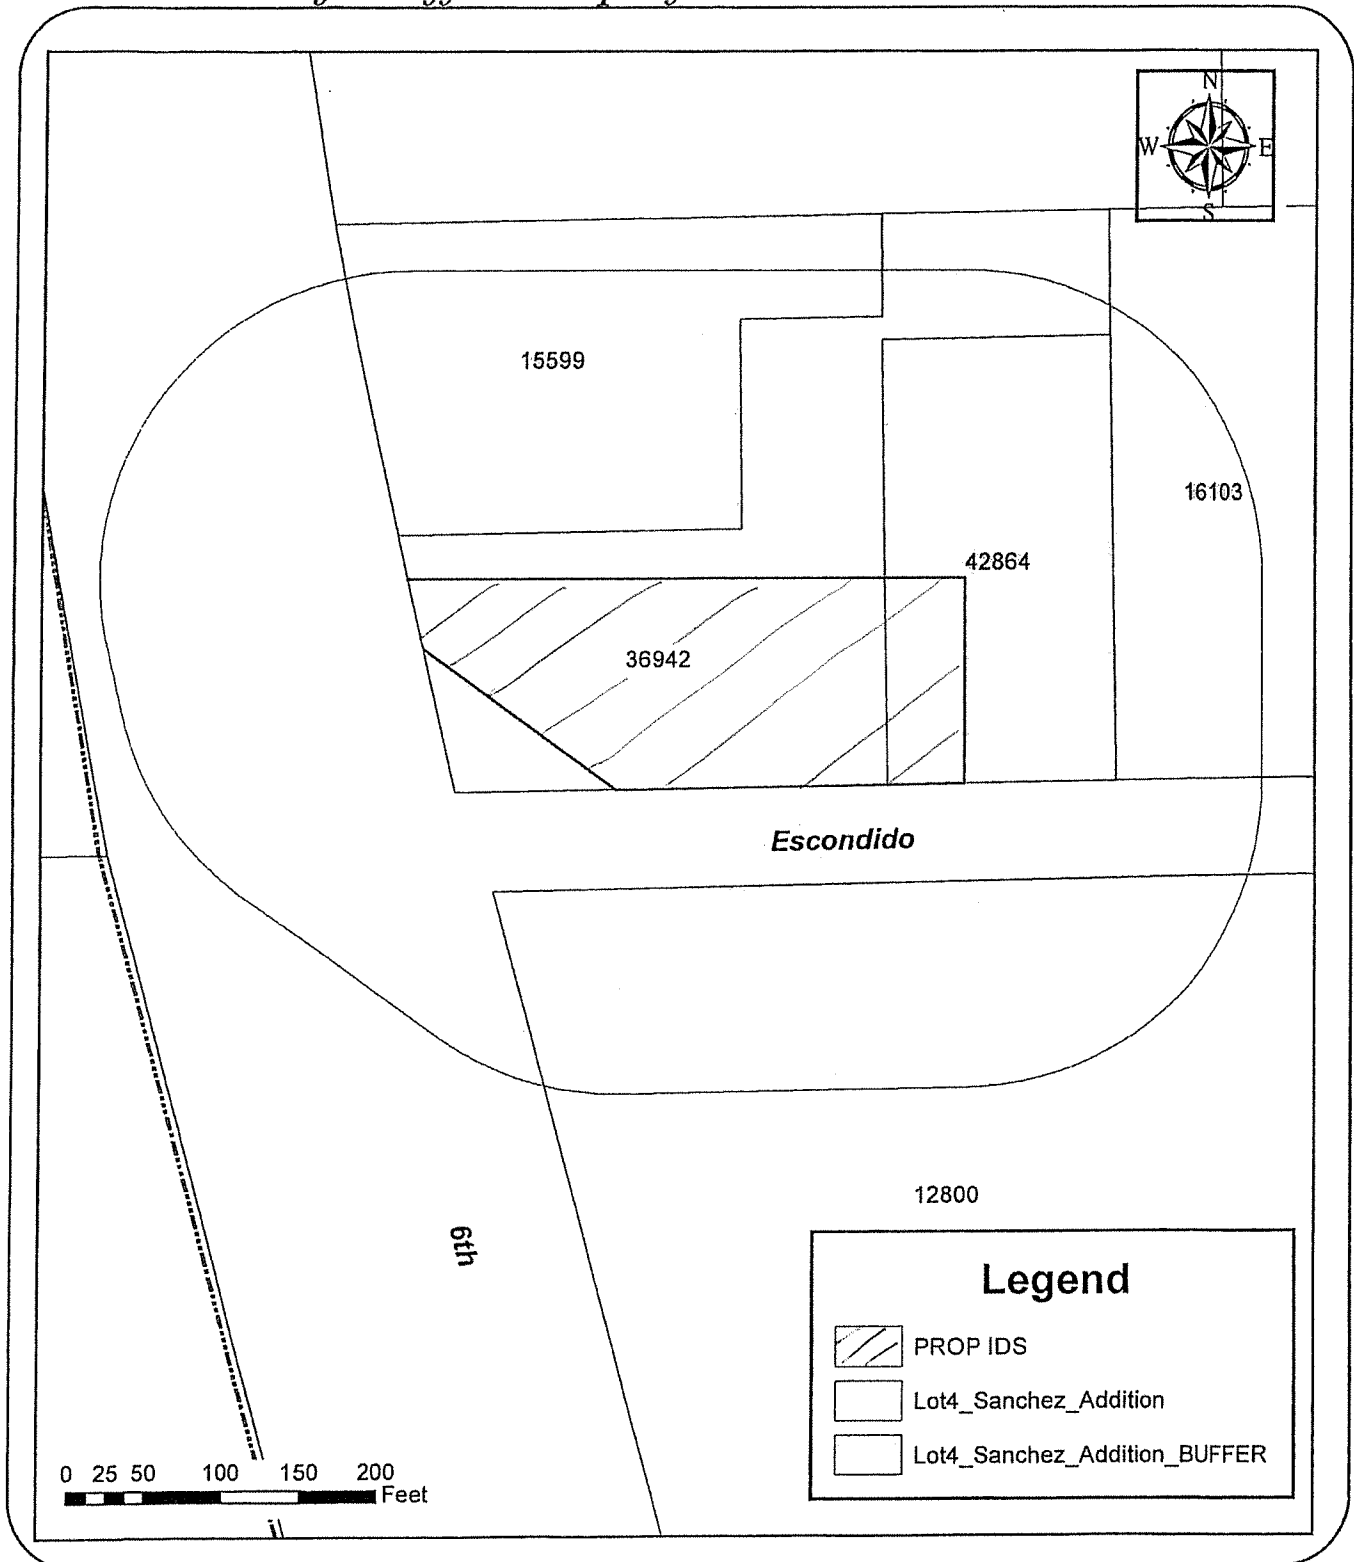 N
W E
S
15599
16103
42864
36942
Escondido
12800
6th
Legend
PROP IDS
Lot4_Sanchez_Addition
Lot4_Sanchez_Addition_BUFFER
0 25 50 100 150 200
Feet